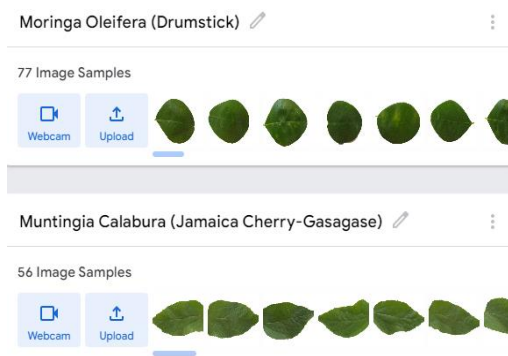 Moringa Oleifera (Drumstick)
77 Image Samples
Webcam Upload
Muntingia Calabura (Jamaica Cherry-Gasagase)
56 Image Samples
Webcam Upload